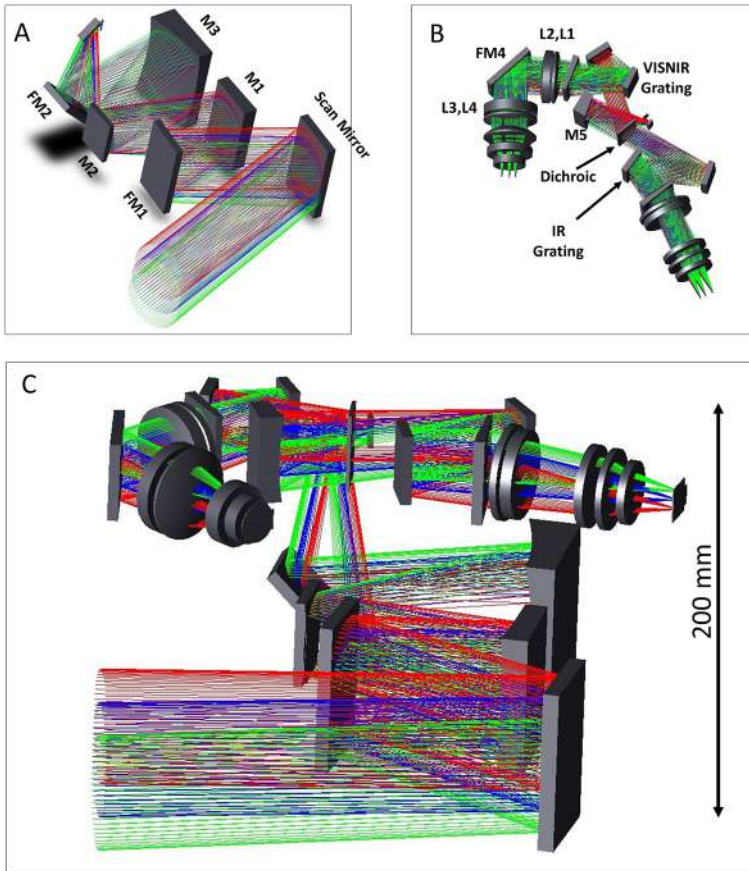 A
M3
M1
Scan Mirror
FM2
M2
FM1
B
L2,L1
FM4
VISNIR
Grating
L3, L4
M5
Dichroic
IR
Grating
C
200 mm